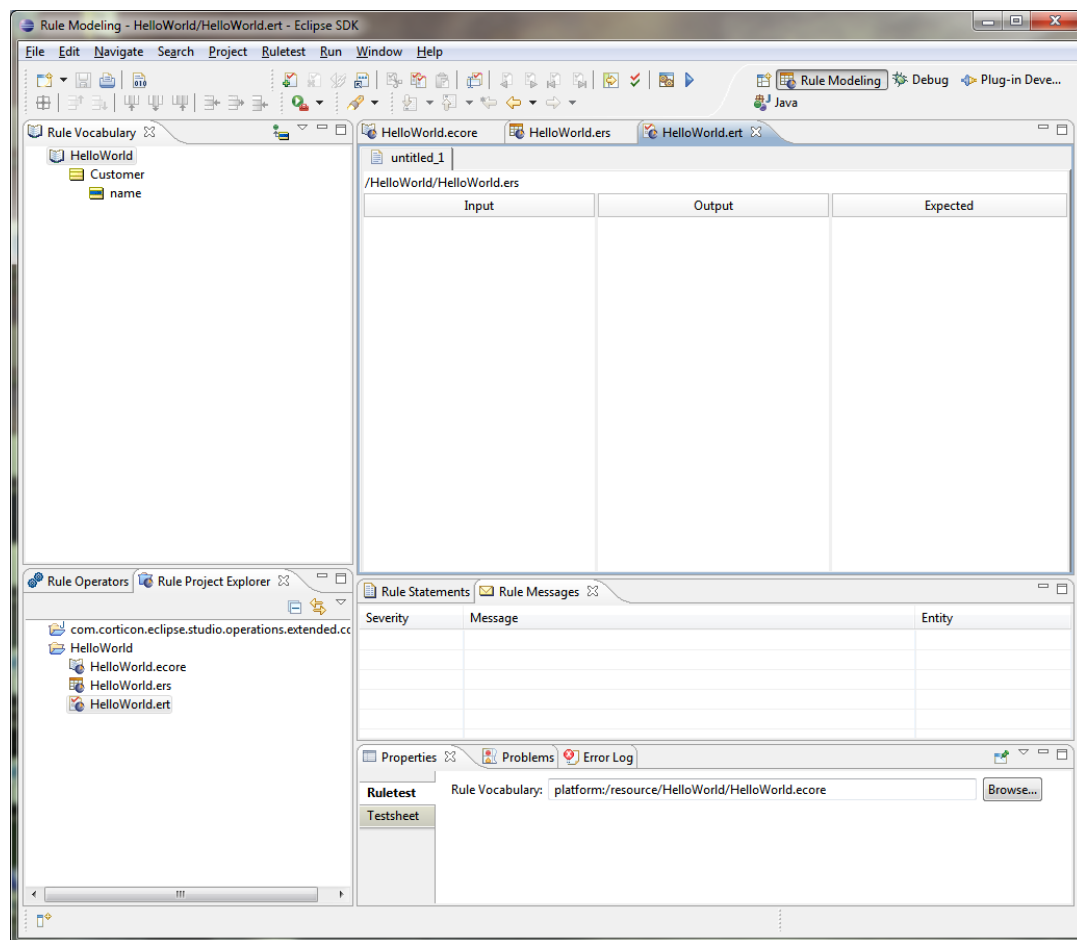 Rule Modeling - HelloWorld/HelloWorld.ert - Eclipse SDK
File Edit Navigate Search Project Ruletest Run Window Help
Rule Modeling Debug Plug-in Deve...
Java
Rule Vocabulary
HelloWorld
Customer
name
HelloWorld.ecore HelloWorld.ers HelloWorld.ert
untitled_1
/HelloWorld/HelloWorld.ers
Input Output Expected
Rule Operators Rule Project Explorer
com.corticon.eclipse.studio.operations.extended.cc
HelloWorld
HelloWorld.ecore
HelloWorld.ers
HelloWorld.ert
Rule Statements Rule Messages
Severity Message Entity
Properties Problems Error Log
Ruletest
Testsheet
Rule Vocabulary: platform:/resource/HelloWorld/HelloWorld.ecore Browse...